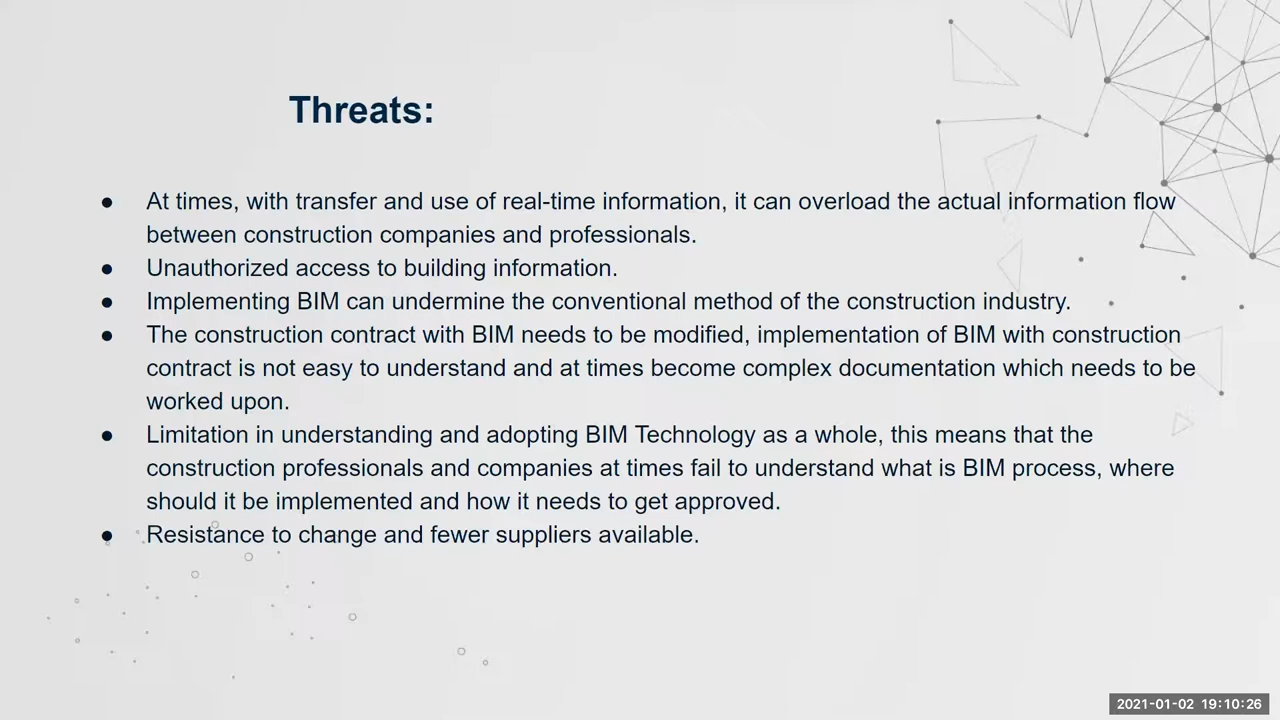 Threats:
● At times, with transfer and use of real-time information, it can overload the actual information flow
between construction companies and professionals.
● Unauthorized access to building information.
● Implementing BIM can undermine the conventional method of the construction industry.
● The construction contract with BIM needs to be modified, implementation of BIM with construction
contract is not easy to understand and at times become complex documentation which needs to be
worked upon.
● Limitation in understanding and adopting BIM Technology as a whole, this means that the
construction professionals and companies at times fail to understand what is BIM process, where
should it be implemented and how it needs to get approved.
● Resistance to change and fewer suppliers available.
2021-01-02 19:10:26